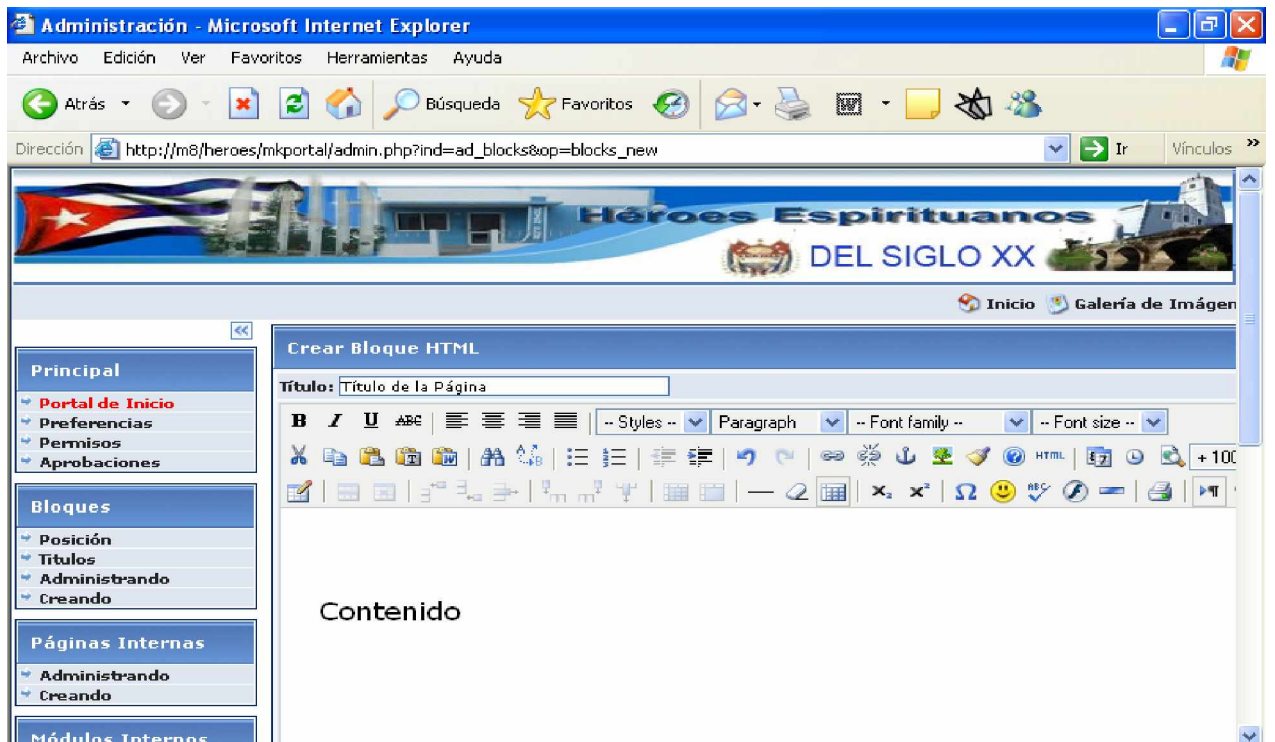 Administración - Microsoft Internet Explorer
Archivo Edición Ver Favoritos Herramientas Ayuda
Atrás Búsqueda Favoritos
Dirección http://m8/heroes/mkportal/admin.php?ind=ad_blocks&op=blocks_new Ir Vínculos »
Héroes Espirituanos
DEL SIGLO XX
Inicio Galería de Imágen
Principal
Portal de Inicio
Preferencias
Permisos
Aprobaciones
Bloques
Posición
Titulos
Administrando
Creando
Páginas Internas
Administrando
Creando
Módulos Internos
Crear Bloque HTML
Título: Título de la Página
B I U ABC -- Styles -- Paragraph -- Font family -- -- Font size --
HTML + 100
Contenido